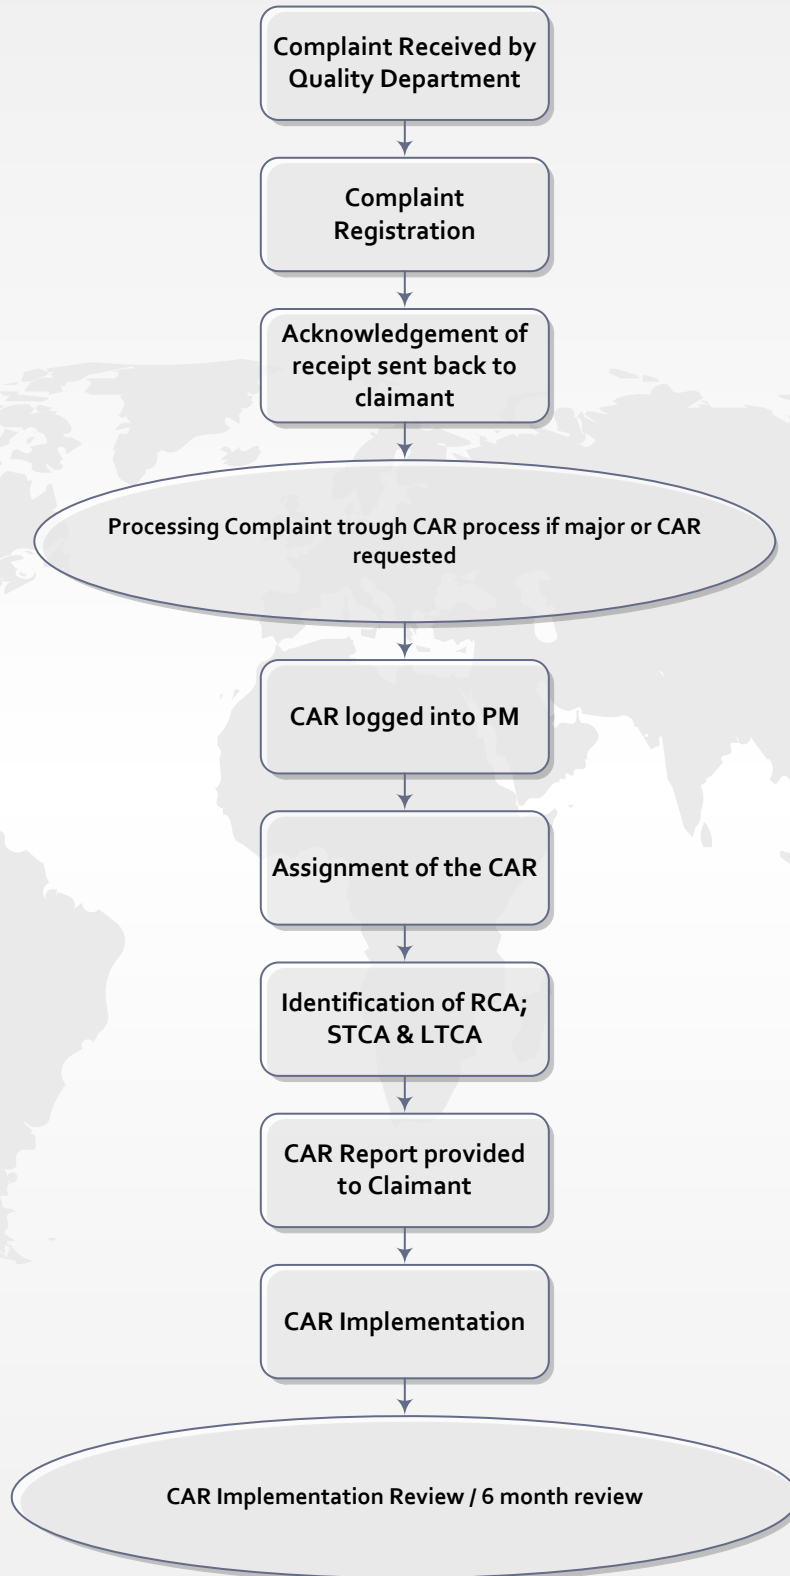 Complaint Received by
Quality Department
Complaint
Registration
Acknowledgement of
receipt sent back to
claimant
Processing Complaint trough CAR process if major or CAR
requested
CAR logged into PM
Assignment of the CAR
Identification of RCA;
STCA & LTCA
CAR Report provided
to Claimant
CAR Implementation
CAR Implementation Review / 6 month review